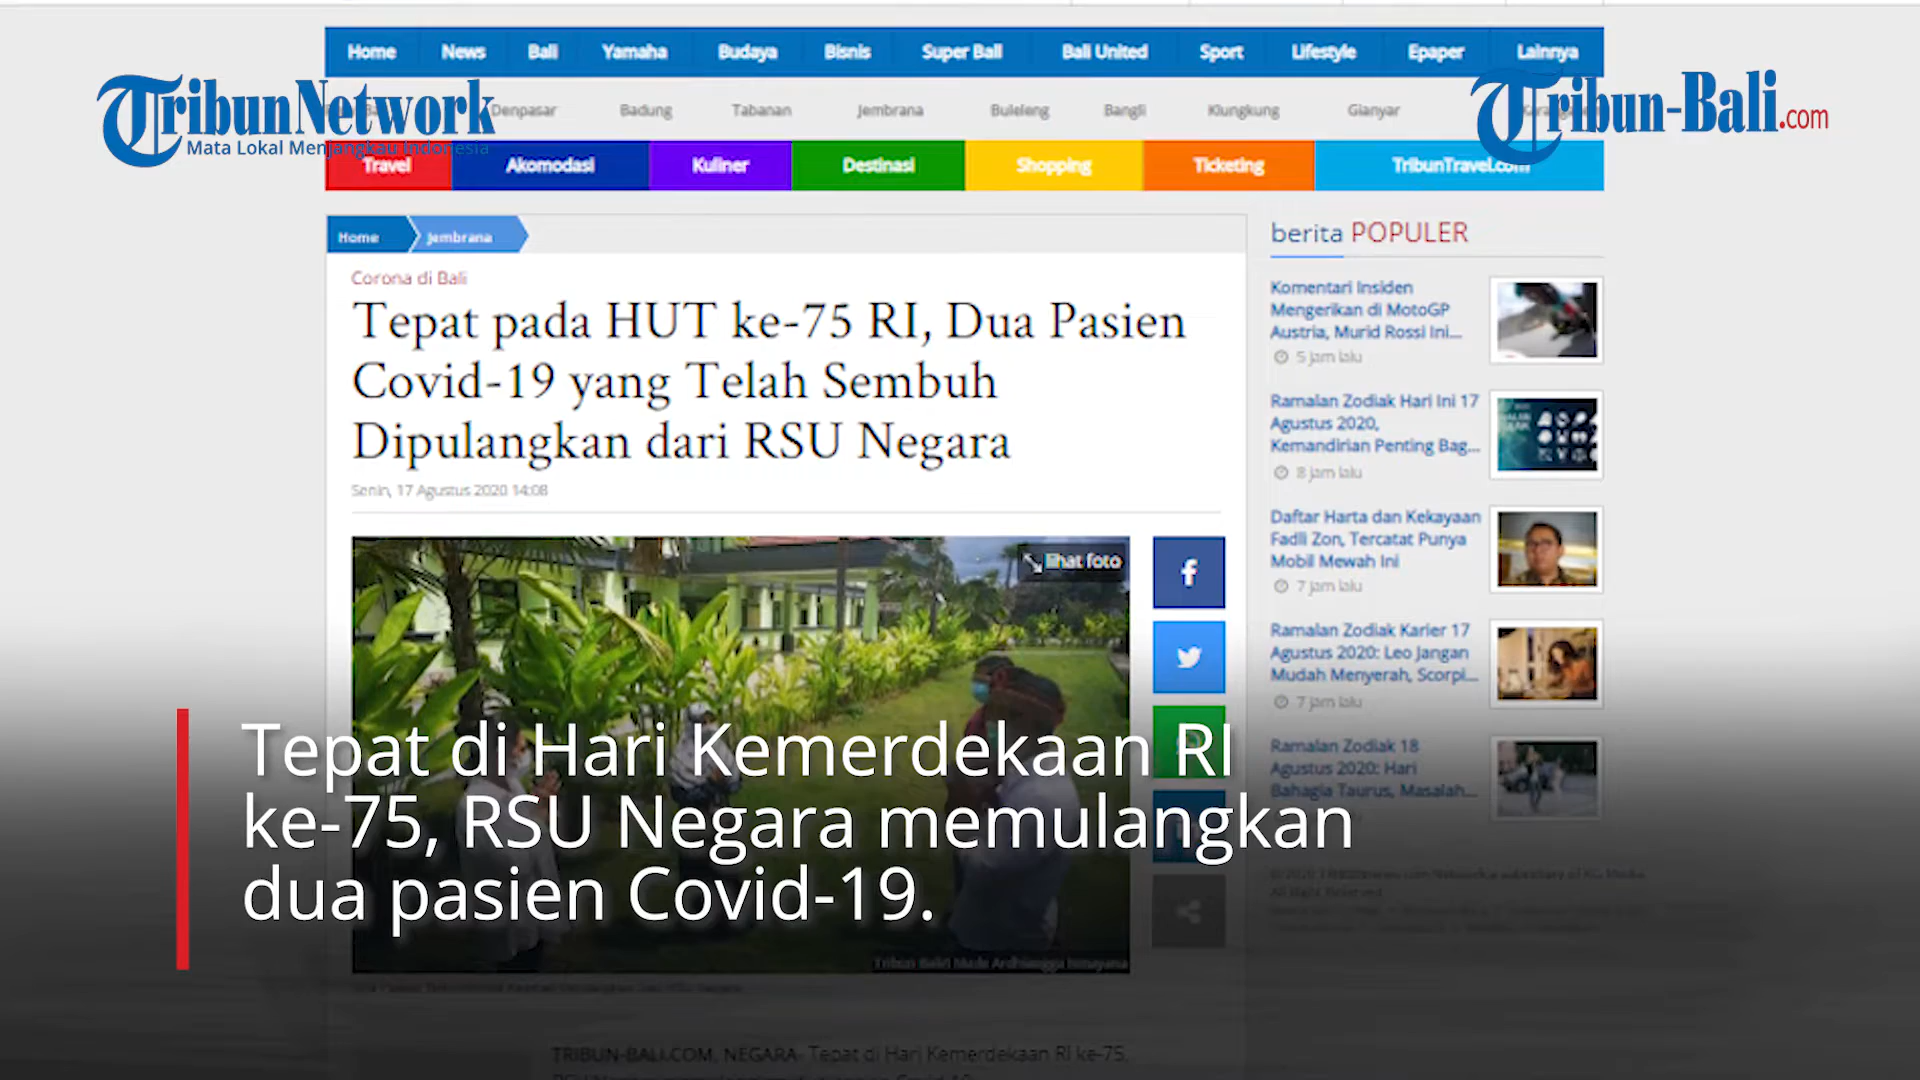 Home News Bali Yamaha Budaya Bisnis Super Ball Bali United Sport Lifestyle Epaper Lainnya
TribunNetwork
Mata Lokal Menjangkau Indonesia
Tribun-Bali.com
Denpasar Badung Tabanan Jembrana Buleleng Bangli Klungkung Gianyar
Travel Akomodasi Kuliner Destinasi Shopping Ticketing TribunTravel.com
Home Jembrana
Corona di Bali
Tepat pada HUT ke-75 RI, Dua Pasien
Covid-19 yang Telah Sembuh
Dipulangkan dari RSU Negara
Senin, 17 Agustus 2020 14:08
lihat foto
berita POPULER
Komentari Insiden
Mengerikan di MotoGP
Austria, Murid Rossi Ini...
5 jam lalu
Ramalan Zodiak Hari Ini 17
Agustus 2020,
Kemandirian Penting Bag...
8 jam lalu
Daftar Harta dan Kekayaan
Fadli Zon, Tercatat Punya
Mobil Mewah Ini
7 jam lalu
Ramalan Zodiak Karier 17
Agustus 2020: Leo Jangan
Mudah Menyerah, Scorpi...
7 jam lalu
Ramalan Zodiak 18
Agustus 2020: Hari
Bahagia Taurus, Masalah...
Tepat di Hari Kemerdekaan RI
ke-75, RSU Negara memulangkan
dua pasien Covid-19.
All Right Reserved
TRIBUN-BALI.COM, NEGARA- Tepat di Hari Kemerdekaan RI ke-75,